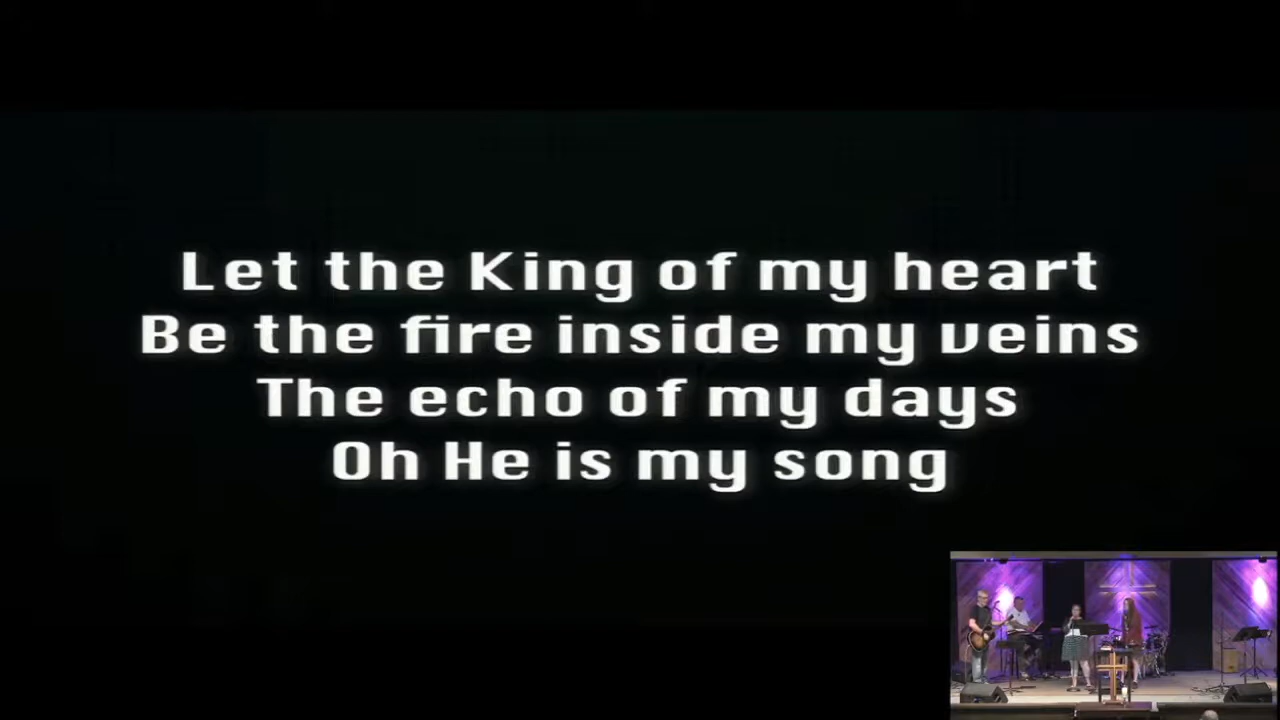 Let the King of my heart
Be the fire inside my veins
The echo of my days
Oh He is my song